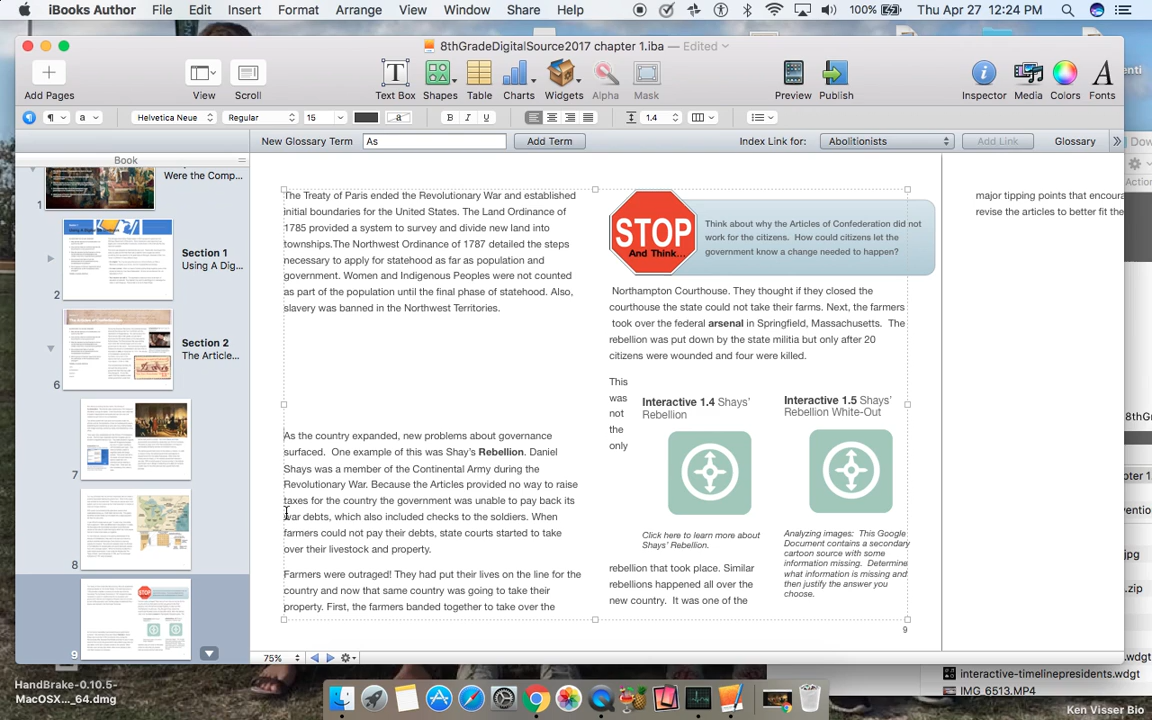 iBooks Author File Edit Insert Format Arrange View Window Share Help 100% Thu Apr 27 12:24 PM
8thGradeDigitalSource2017 chapter 1.iba — Edited
Add Pages View Scroll Text Box Shapes Table Charts Widgets Alpha Mask Preview Publish Inspector Media Colors Fonts
a Helvetica Neue Regular 15 a B I U 1.4
New Glossary Term As Add Term Index Link for: Abolitionists Add Link Glossary
Book
Were the Comp...
1
Section 1
Using A Dig...
2
Section 2
The Article...
6
7
8
9
The Treaty of Paris ended the Revolutionary War and established
initial boundaries for the United States. The Land Ordinance of
1785 provided a system to survey and divide new land into
townships.The Northwest Ordinance of 1787 detailed the steps
necessary to apply for statehood as far as population and
government. Women and Indigenous Peoples were not counted
as part of the population until the final phase of statehood. Also,
slavery was banned in the Northwest Territories.
As the country expanded, new problems about governance
surfaced. One example of this was Shay's Rebellion. Daniel
Shays was a member of the Continental Army during the
Revolutionary War. Because the Articles provided no way to raise
taxes for the country the government was unable to pay back its
war debts, which also included checks to the soldiers. When
farmers could not pay their debts, state courts started to take
over their livestock and property.
Farmers were outraged! They had put their lives on the line for the
country and now that same country was going to take their
property. First, the farmers banded together to take over the
STOP
And Think...
Think about why the Articles of Confederation did not
work for the citizens. How could citizens let the
government know a change needed to happen?
Northampton Courthouse. They thought if they closed the
courthouse the state could not take their farms. Next, the farmers
took over the federal arsenal in Springfield, Massachusetts. The
rebellion was put down by the state militia but only after 20
citizens were wounded and four were killed.
This
was
not
the
only
Interactive 1.4 Shays'
Rebellion
Click here to learn more about
Shays' Rebellion.
Interactive 1.5 Shays'
Rebellion White-Out
Analyzing images: This Google
Document contains a secondary
cartoon source with some
information missing. Determine
what information is missing and
then justify the answer you
choose.
rebellion that took place. Similar
rebellions happened all over the
new country. It was one of the
9
major tipping points that encoura
revise the articles to better fit the
75%
HandBrake-0.10.5-
MacOSX..._64.dmg
interactive-timelinepresidents.wdgt
IMG_6513.MP4
Ken Visser Bio